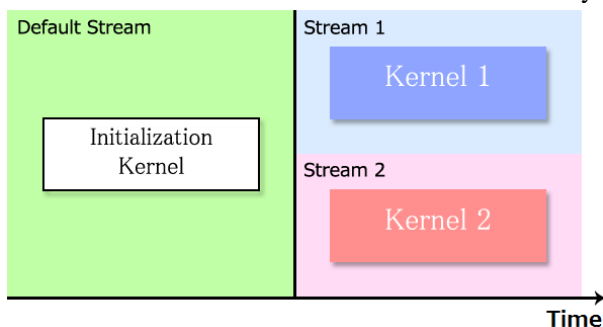 Default Stream
Initialization
Kernel
Stream 1
Kernel 1
Stream 2
Kernel 2
Time